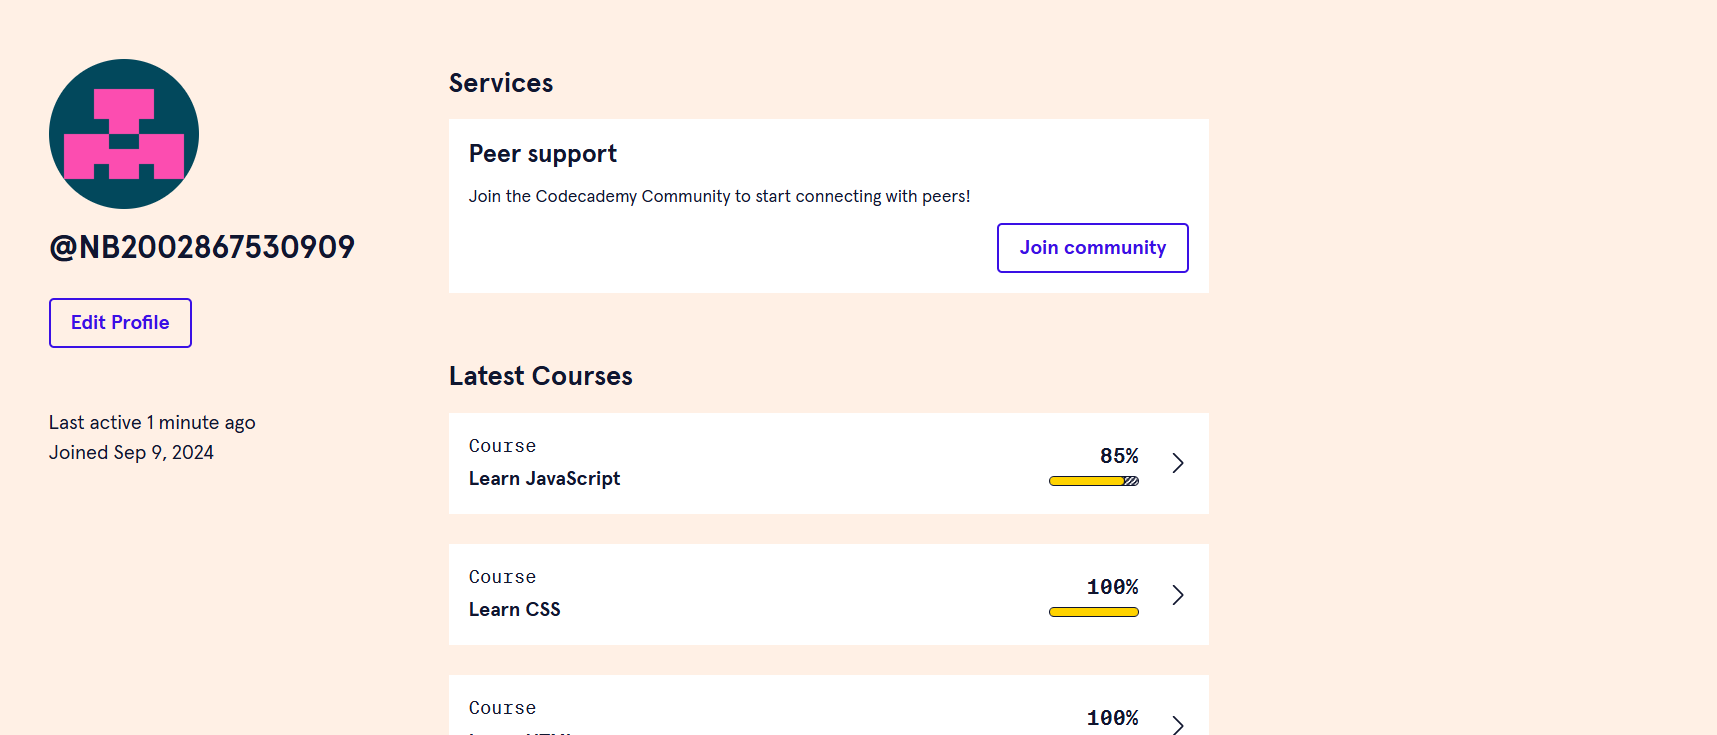 @NB2002867530909
Edit Profile
Last active 1 minute ago
Joined Sep 9, 2024
Services
Peer support
Join the Codecademy Community to start connecting with peers!
Join community
Latest Courses
Course
Learn JavaScript
85%
Course
Learn CSS
100%
Course
100%